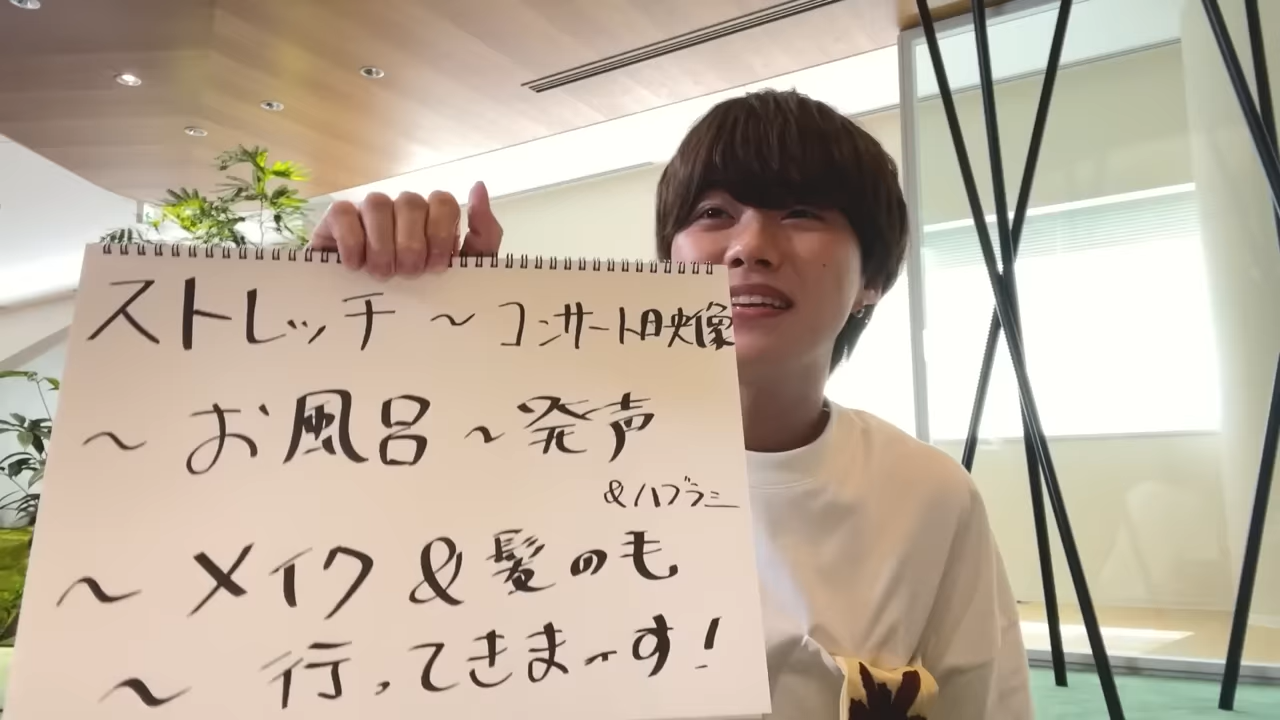 ストレッチ ～ コンサート映像
～ お風呂 ～ 発声
&ハブラシ
～ メイク & 髪のも
～ 行ってきまーす!